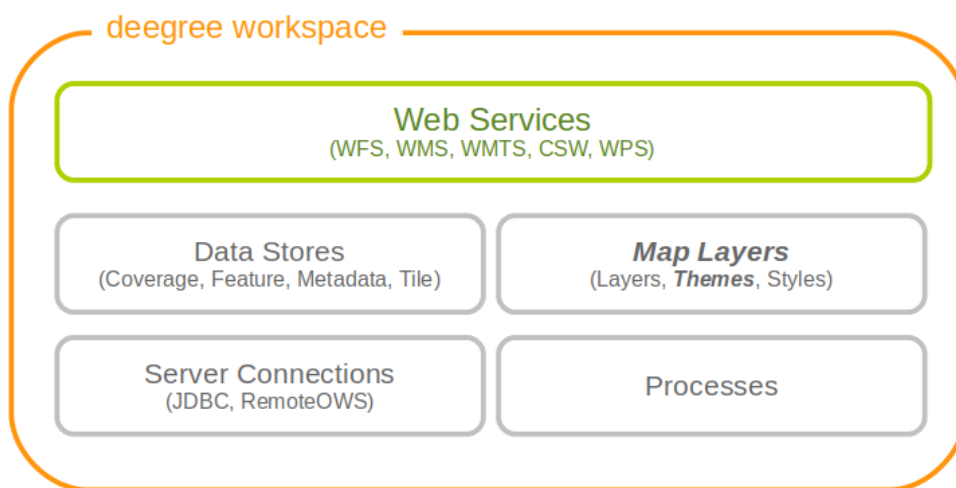 deegree workspace
Web Services
(WFS, WMS, WMTS, CSW, WPS)
Data Stores
(Coverage, Feature, Metadata, Tile)
Map Layers
(Layers, Themes, Styles)
Server Connections
(JDBC, RemoteOWS)
Processes